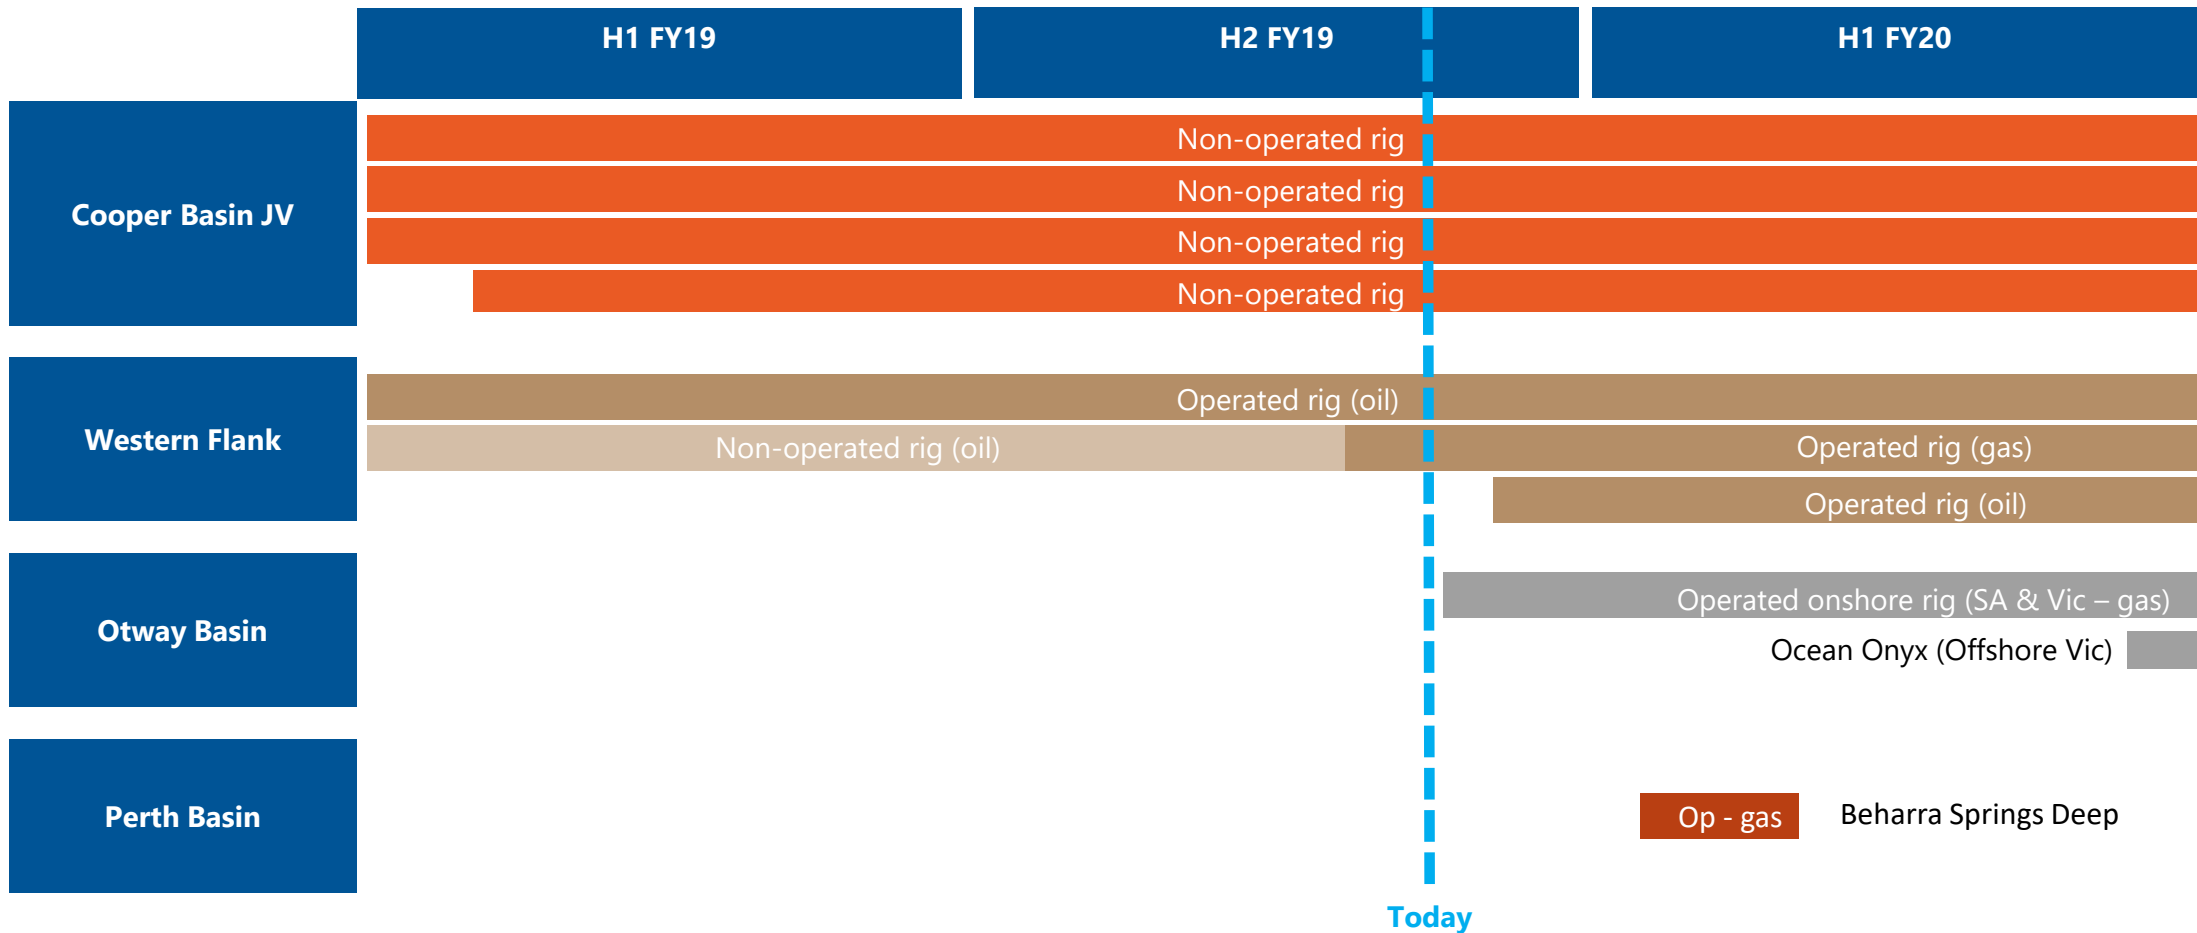 H1 FY19
H2 FY19
H1 FY20
Cooper Basin JV
Non-operated rig
Non-operated rig
Non-operated rig
Non-operated rig
Western Flank
Operated rig (oil)
Non-operated rig (oil)
Operated rig (gas)
Operated rig (oil)
Otway Basin
Operated onshore rig (SA & Vic – gas)
Ocean Onyx (Offshore Vic)
Perth Basin
Op - gas
Beharra Springs Deep
Today